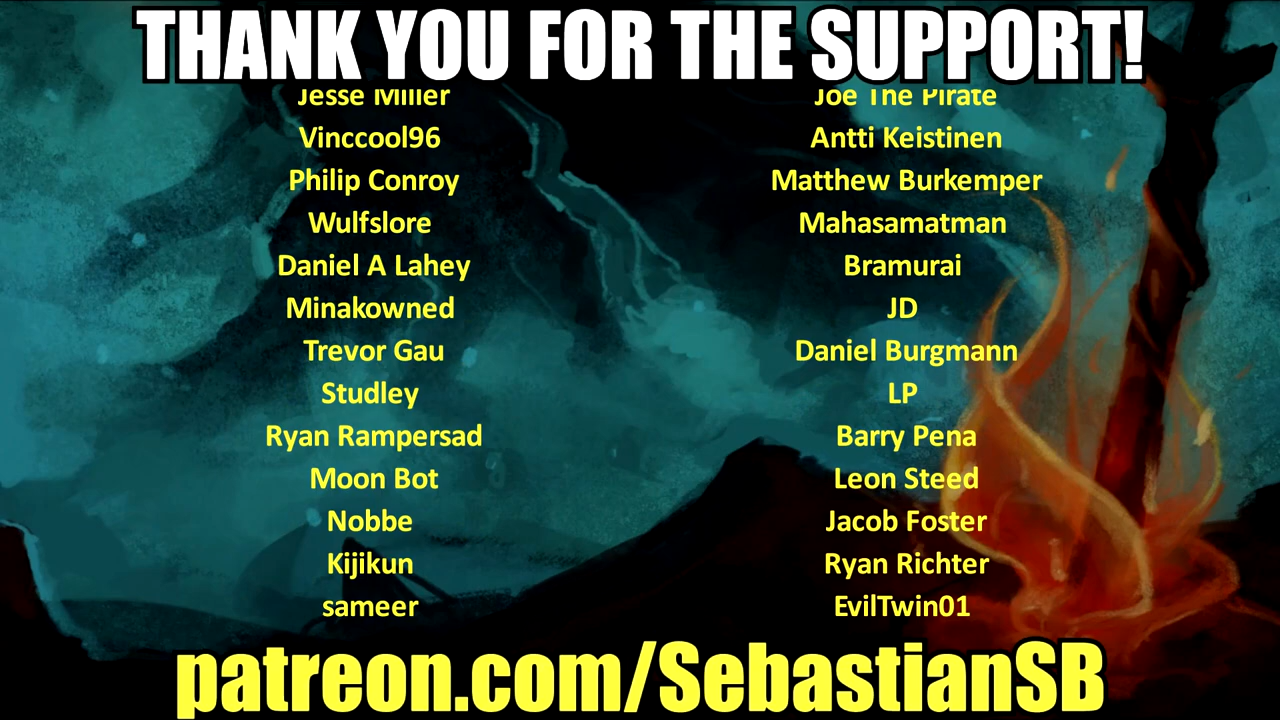 THANK YOU FOR THE SUPPORT!
Jesse Miller
Vinccool96
Philip Conroy
Wulfslore
Daniel A Lahey
Minakowned
Trevor Gau
Studley
Ryan Rampersad
Moon Bot
Nobbe
Kijikun
sameer
Joe The Pirate
Antti Keistinen
Matthew Burkemper
Mahasamatman
Bramurai
JD
Daniel Burgmann
LP
Barry Pena
Leon Steed
Jacob Foster
Ryan Richter
EvilTwin01
patreon.com/SebastianSB